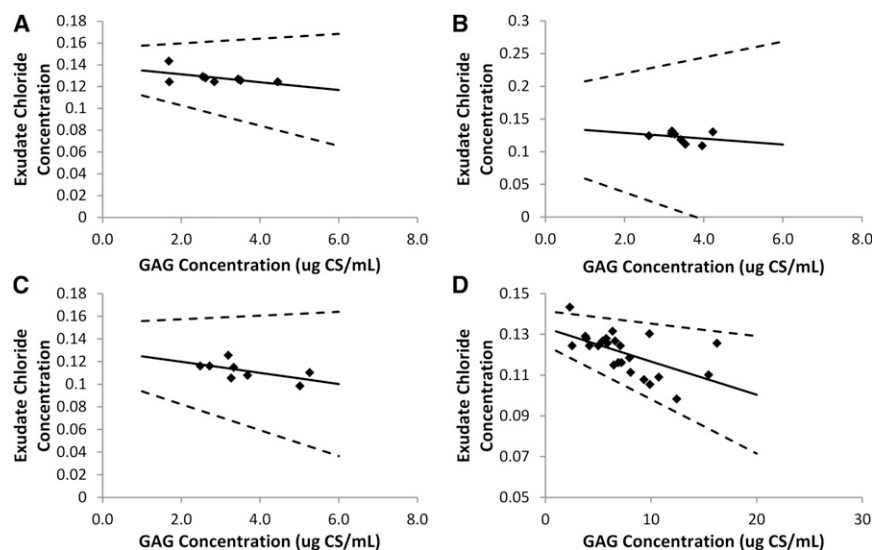 A
Exudate Chloride
Concentration
0.18
0.16
0.14
0.12
0.1
0.08
0.06
0.04
0.02
0
0.0 2.0 4.0 6.0 8.0
GAG Concentration (ug CS/mL)
B
Exudate Chloride
Concentration
0.3
0.25
0.2
0.15
0.1
0.05
0
0.0 2.0 4.0 6.0 8.0
GAG Concentration (ug CS/mL)
C
Exudate Chloride
Concentration
0.18
0.16
0.14
0.12
0.1
0.08
0.06
0.04
0.02
0
0.0 2.0 4.0 6.0 8.0
GAG Concentration (ug CS/mL)
D
Exudate Chloride
Concentration
0.15
0.13
0.11
0.09
0.07
0.05
0 10 20 30
GAG Concentration (ug CS/mL)